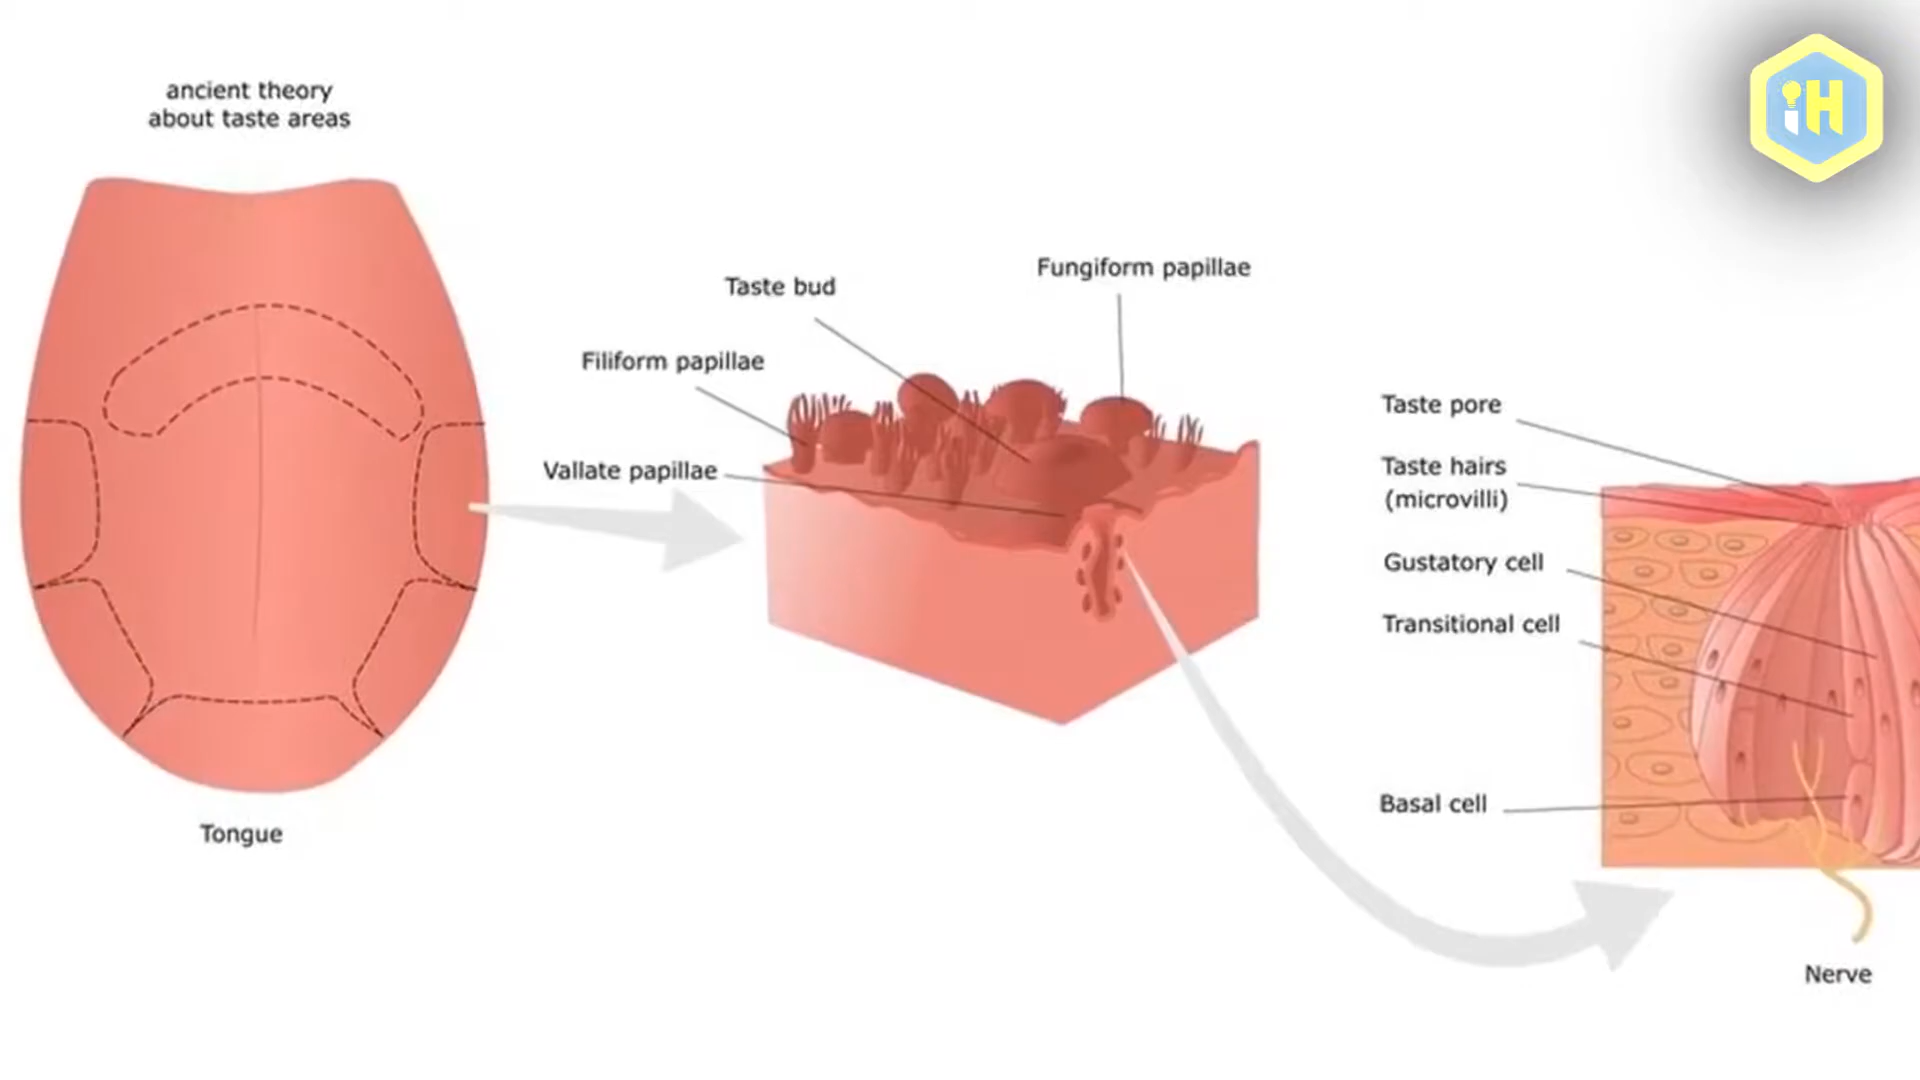 ancient theory
about taste areas
Tongue
Taste bud
Fungiform papillae
Filiform papillae
Vallate papillae
Taste pore
Taste hairs
(microvilli)
Gustatory cell
Transitional cell
Basal cell
Nerve
iH